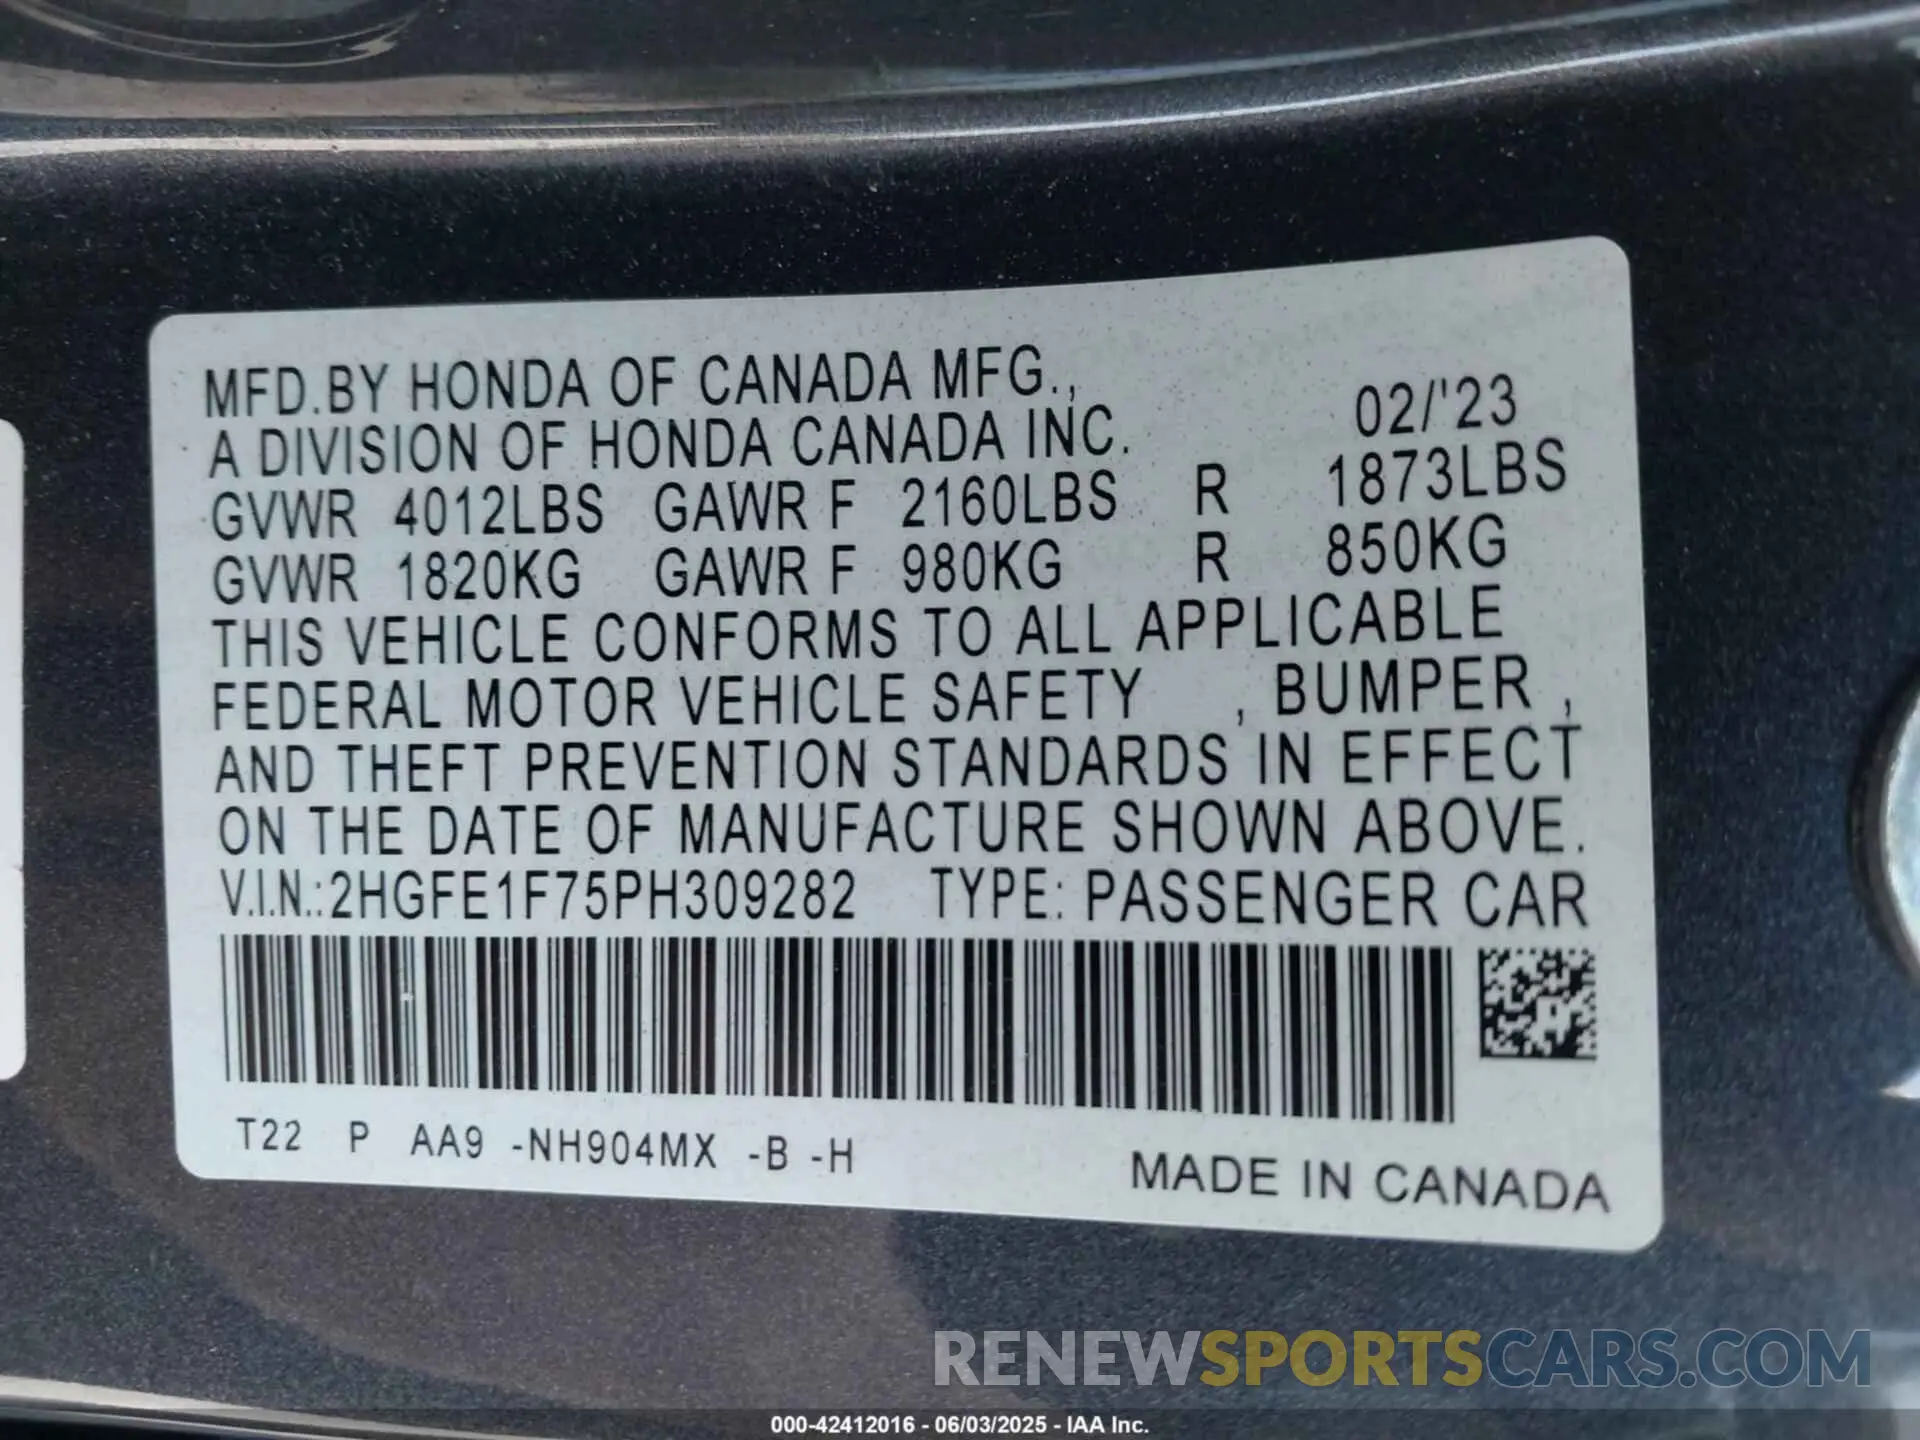 MFD.BY HONDA OF CANADA MFG.,
A DIVISION OF HONDA CANADA INC. 02/'23
GVWR 4012LBS GAWR F 2160LBS R 1873LBS
GVWR 1820KG GAWR F 980KG R 850KG
THIS VEHICLE CONFORMS TO ALL APPLICABLE
FEDERAL MOTOR VEHICLE SAFETY , BUMPER ,
AND THEFT PREVENTION STANDARDS IN EFFECT
ON THE DATE OF MANUFACTURE SHOWN ABOVE.
V.I.N.:2HGFE1F75PH309282 TYPE: PASSENGER CAR
T22 P AA9 -NH904MX -B -H
MADE IN CANADA
RENEWSPORTSCARS.COM
000-42412016 - 06/03/2025 - IAA Inc.